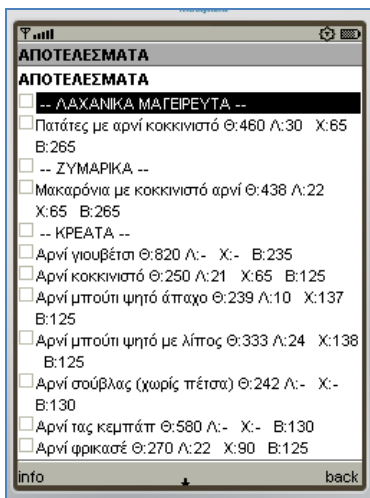 ΑΠΟΤΕΛΕΣΜΑΤΑ
ΑΠΟΤΕΛΕΣΜΑΤΑ
-- ΛΑΧΑΝΙΚΑ ΜΑΓΕΙΡΕΥΤΑ --
Πατάτες με αρνί κοκκινιστό Θ:460 Λ:30 Χ:65
Β:265
-- ΖΥΜΑΡΙΚΑ --
Μακαρόνια με κοκκινιστό αρνί Θ:438 Λ:22
Χ:65 Β:265
-- ΚΡΕΑΤΑ --
Αρνί γιουβέτσι Θ:820 Λ:- Χ:- Β:235
Αρνί κοκκινιστό Θ:250 Λ:21 Χ:65 Β:125
Αρνί μπούτι ψητό άπαχο Θ:239 Λ:10 Χ:137
Β:125
Αρνί μπούτι ψητό με λίπος Θ:333 Λ:24 Χ:138
Β:125
Αρνί σούβλας (χωρίς πέτσα) Θ:242 Λ:- Χ:-
Β:130
Αρνί τας κεμπάπ Θ:580 Λ:- Χ:- Β:130
Αρνί φρικασέ Θ:270 Λ:22 Χ:90 Β:125
info back